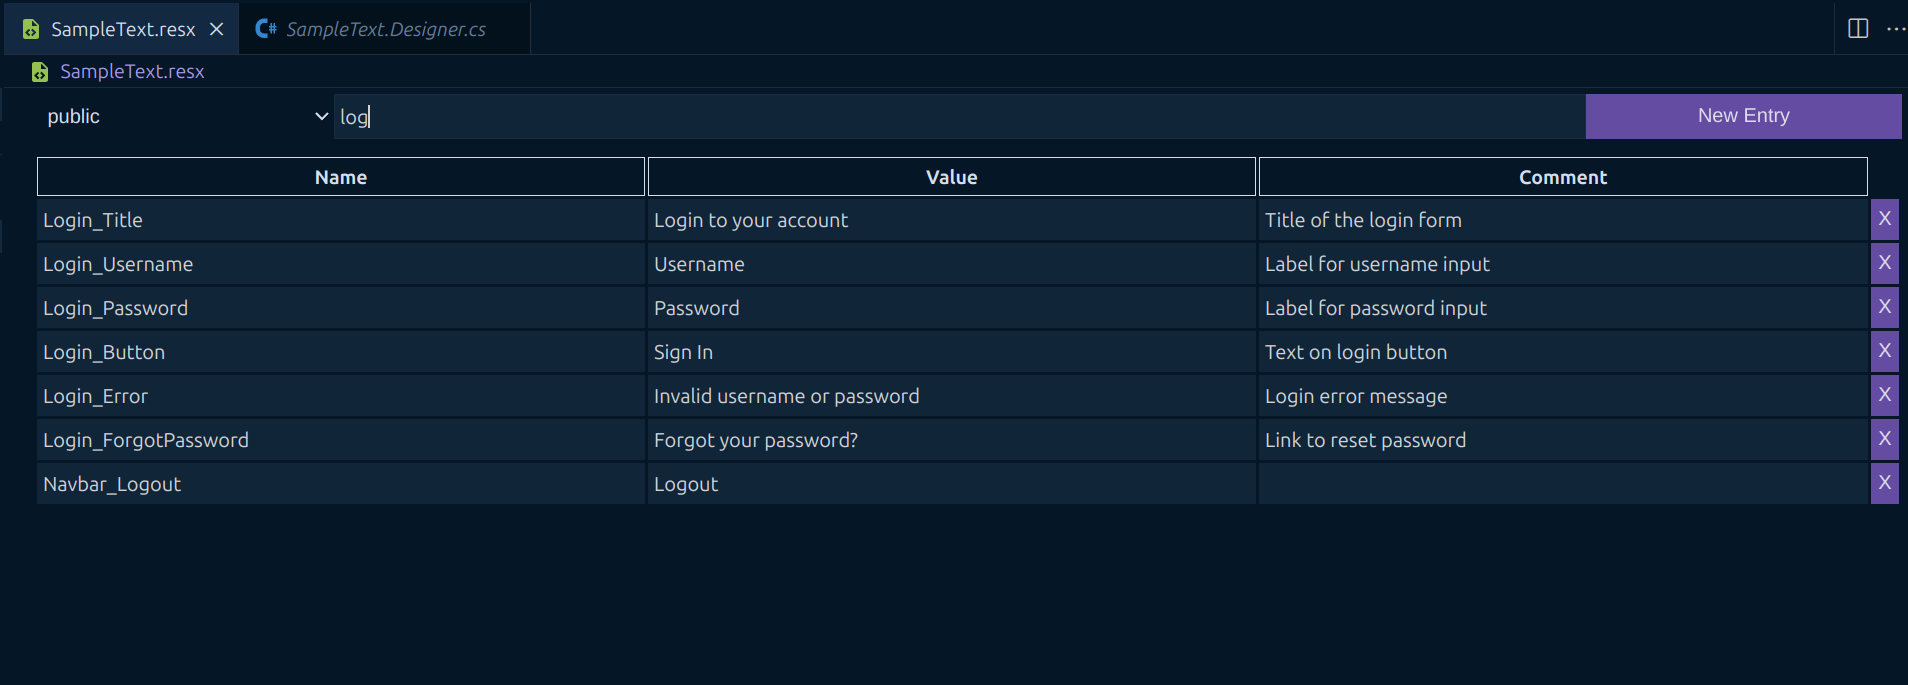 SampleText.resx SampleText.Designer.cs
SampleText.resx
public log New Entry
Name Value Comment
Login_Title Login to your account Title of the login form X
Login_Username Username Label for username input X
Login_Password Password Label for password input X
Login_Button Sign In Text on login button X
Login_Error Invalid username or password Login error message X
Login_ForgotPassword Forgot your password? Link to reset password X
Navbar_Logout Logout X